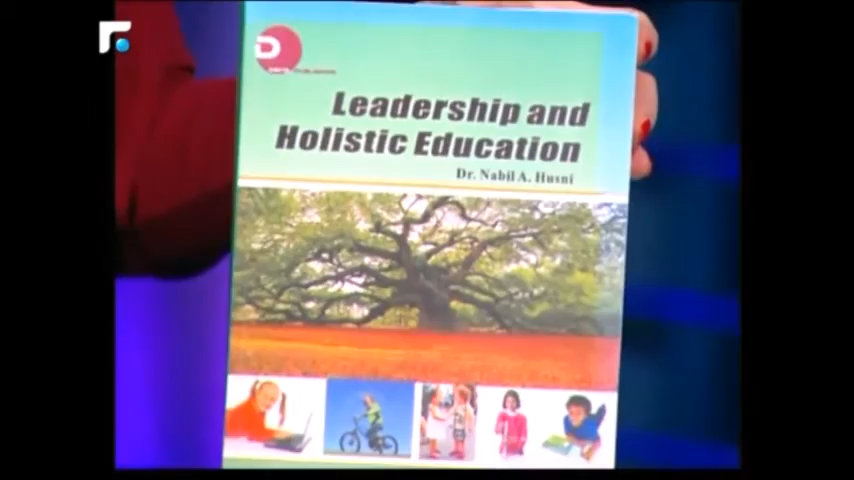 D
Leadership and
Holistic Education
Dr. Nabil A. Husni